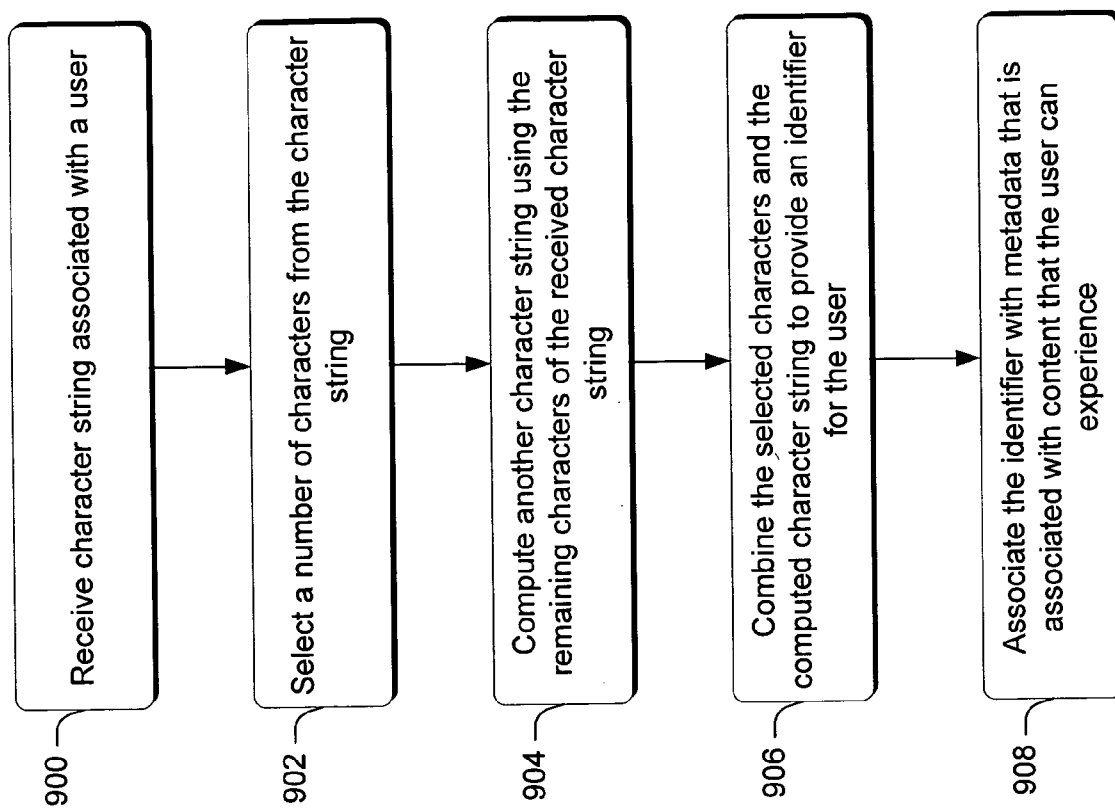 900
Receive character string associated with a user
902
Select a number of characters from the character
string
904
Compute another character string using the
remaining characters of the received character
string
906
Combine the selected characters and the
computed character string to provide an identifier
for the user
908
Associate the identifier with metadata that is
associated with content that the user can
experience